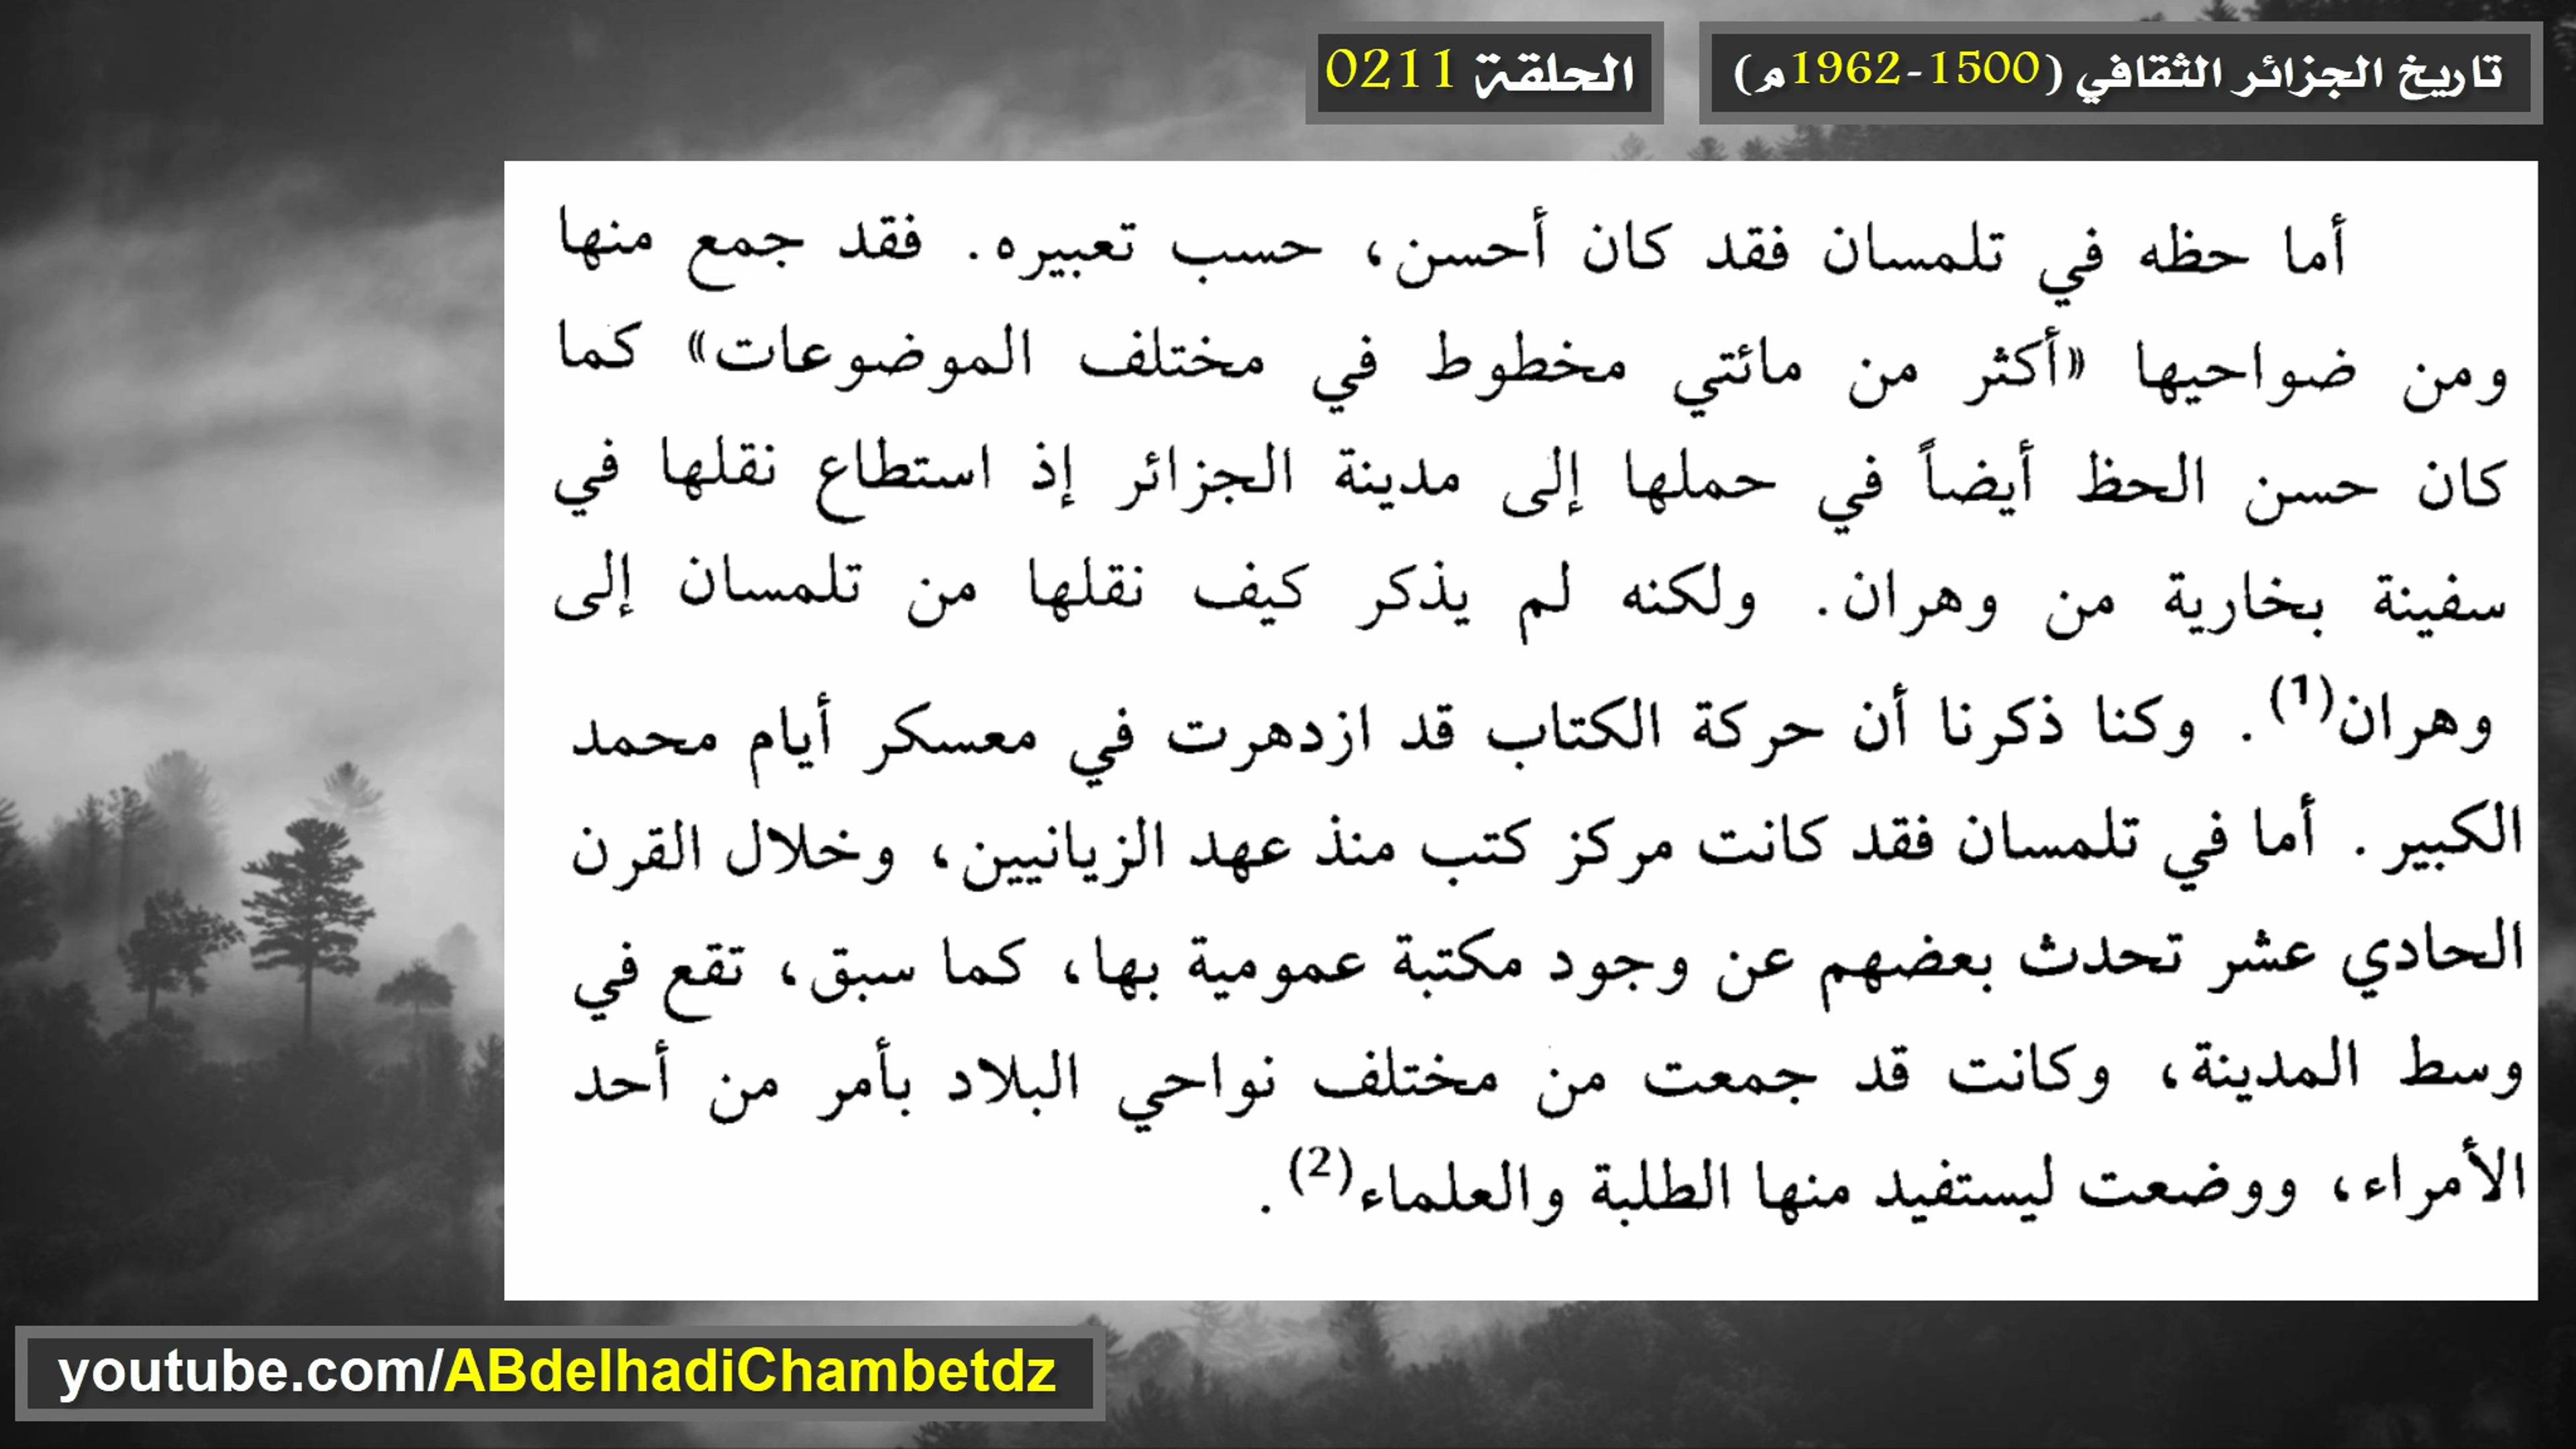 تاريخ الجزائر الثقافي (1500-1962م)
الحلقة 0211
أما حظه في تلمسان فقد كان أحسن، حسب تعبيره. فقد جمع منها
ومن ضواحيها «أكثر من مائتي مخطوط في مختلف الموضوعات» كما
كان حسن الحظ أيضاً في حملها إلى مدينة الجزائر إذ استطاع نقلها في
سفينة بخارية من وهران. ولكنه لم يذكر كيف نقلها من تلمسان إلى
وهران(1). وكنا ذكرنا أن حركة الكتاب قد ازدهرت في معسكر أيام محمد
الكبير. أما في تلمسان فقد كانت مركز كتب منذ عهد الزيانيين، وخلال القرن
الحادي عشر تحدث بعضهم عن وجود مكتبة عمومية بها، كما سبق، تقع في
وسط المدينة، وكانت قد جمعت من مختلف نواحي البلاد بأمر من أحد
الأمراء، ووضعت ليستفيد منها الطلبة والعلماء(2).
youtube.com/ABdelhadiChambetdz